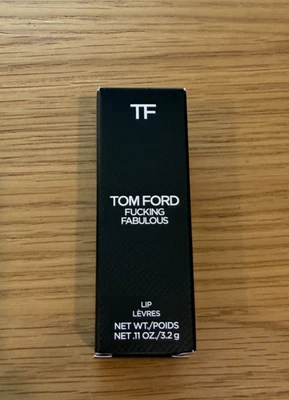 TF
TOM FORD
FUCKING
FABULOUS
LIP
LÈVRES
NET WT./POIDS
NET .11 OZ./3.2 g